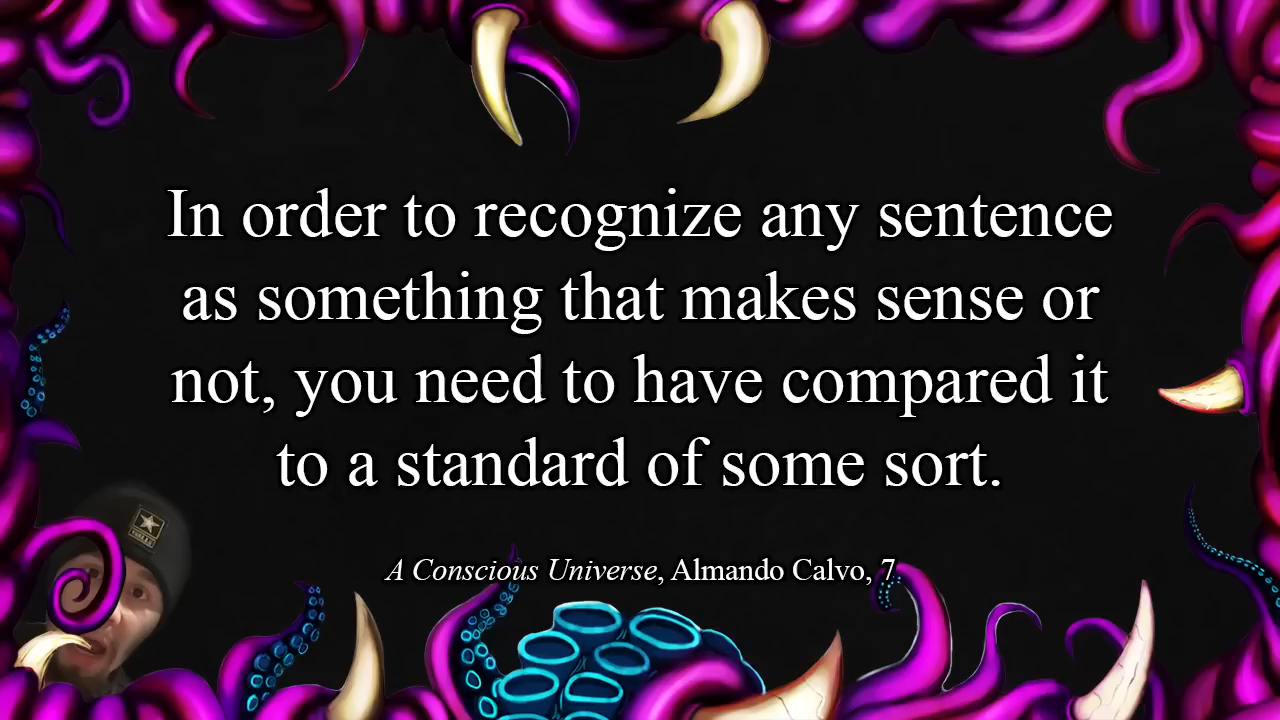 In order to recognize any sentence
as something that makes sense or
not, you need to have compared it
to a standard of some sort.
A Conscious Universe, Almando Calvo, 7